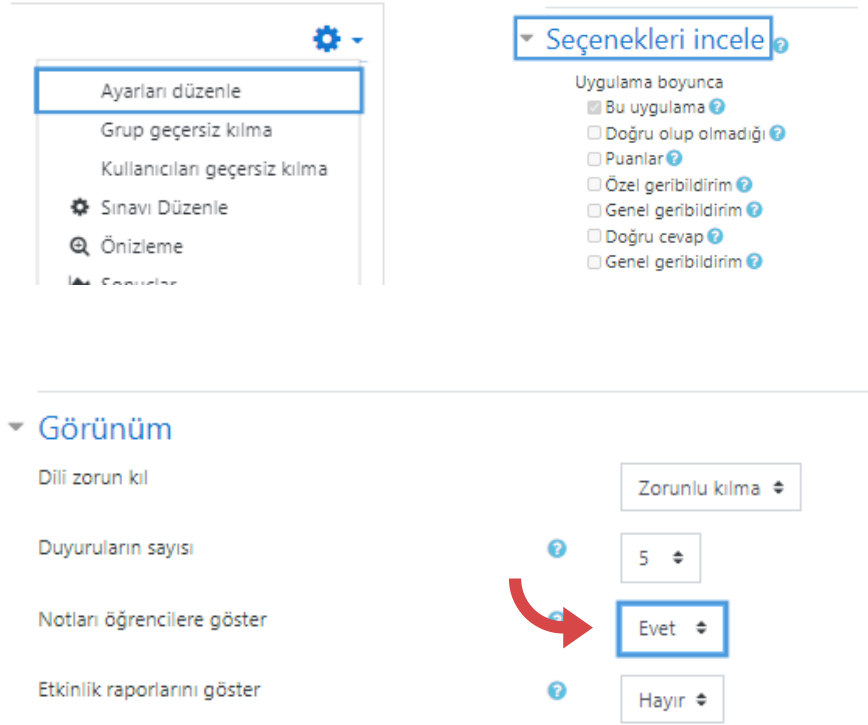 Ayarları düzenle
Grup geçersiz kılma
Kullanıcıları geçersiz kılma
Sınavı Düzenle
Önizleme
Sonuçlar
Seçenekleri incele
Uygulama boyunca
Bu uygulama
Doğru olup olmadığı
Puanlar
Özel geribildirim
Genel geribildirim
Doğru cevap
Genel geribildirim
Görünüm
Dili zorun kıl
Zorunlu kılma
Duyuruların sayısı
5
Notları öğrencilere göster
Evet
Etkinlik raporlarını göster
Hayır